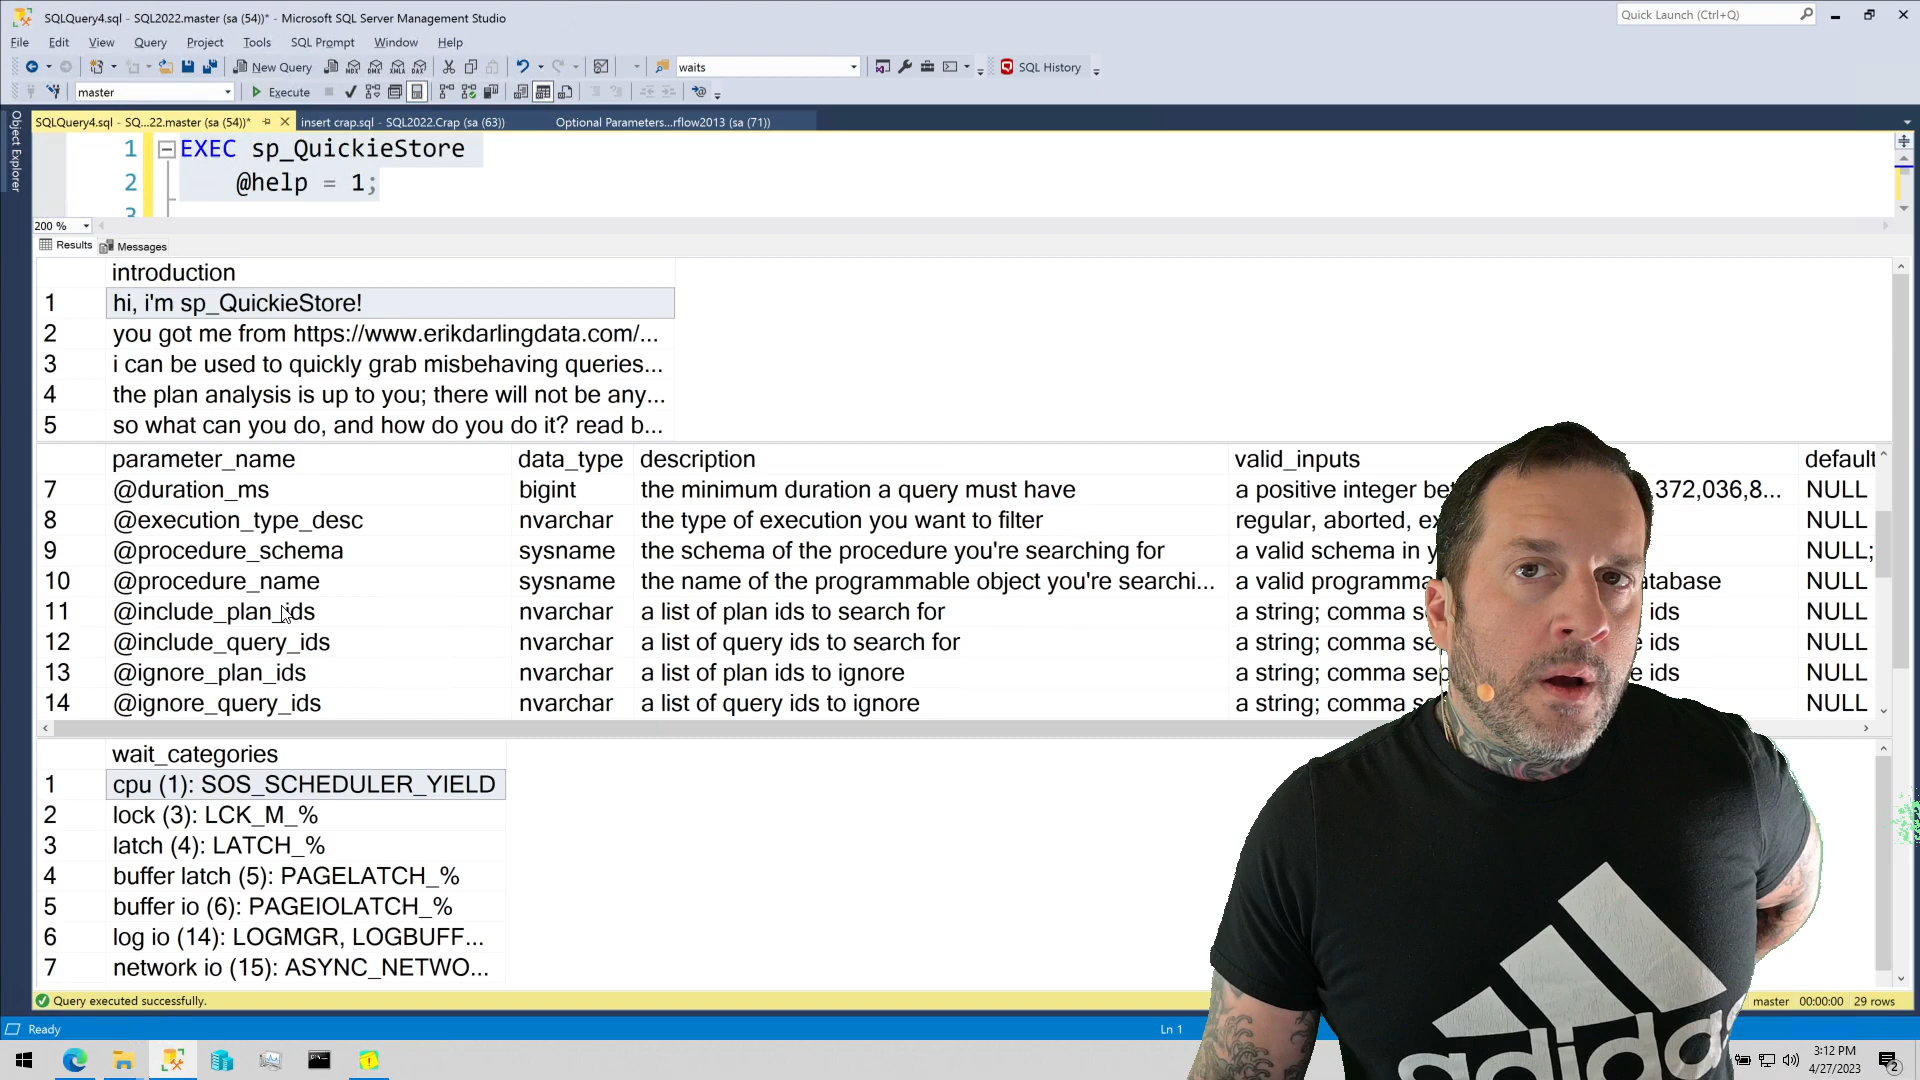 SQLQuery4.sql - SQL2022.master (sa (54))* - Microsoft SQL Server Management Studio
Quick Launch (Ctrl+Q)
File Edit View Query Project Tools SQL Prompt Window Help
New Query MDX DMX XMLA DAX waits SQL History
master Execute
SQLQuery4.sql - SQ...22.master (sa (54))* insert crap.sql - SQL2022.Crap (sa (63)) Optional Parameters...rflow2013 (sa (71))
Object Explorer
1 EXEC sp_QuickieStore
2 @help = 1;
3
200 %
Results Messages
introduction
1 hi, i'm sp_QuickieStore!
2 you got me from https://www.erikdarlingdata.com/...
3 i can be used to quickly grab misbehaving queries...
4 the plan analysis is up to you; there will not be any...
5 so what can you do, and how do you do it? read b...
parameter_name data_type description valid_inputs default
7 @duration_ms bigint the minimum duration a query must have a positive integer be 372,036,8... NULL
8 @execution_type_desc nvarchar the type of execution you want to filter regular, aborted, ex NULL
9 @procedure_schema sysname the schema of the procedure you're searching for a valid schema in y NULL;
10 @procedure_name sysname the name of the programmable object you're searchi... a valid programma atabase NULL
11 @include_plan_ids nvarchar a list of plan ids to search for a string; comma se e ids NULL
12 @include_query_ids nvarchar a list of query ids to search for a string; comma se e ids NULL
13 @ignore_plan_ids nvarchar a list of plan ids to ignore a string; comma sep e ids NULL
14 @ignore_query_ids nvarchar a list of query ids to ignore a string; comma s e ids NULL
wait_categories
1 cpu (1): SOS_SCHEDULER_YIELD
2 lock (3): LCK_M_%
3 latch (4): LATCH_%
4 buffer latch (5): PAGELATCH_%
5 buffer io (6): PAGEIOLATCH_%
6 log io (14): LOGMGR, LOGBUFF...
7 network io (15): ASYNC_NETWO...
Query executed successfully. master 00:00:00 29 rows
Ready Ln 1
adidas
3:12 PM
4/27/2023
2